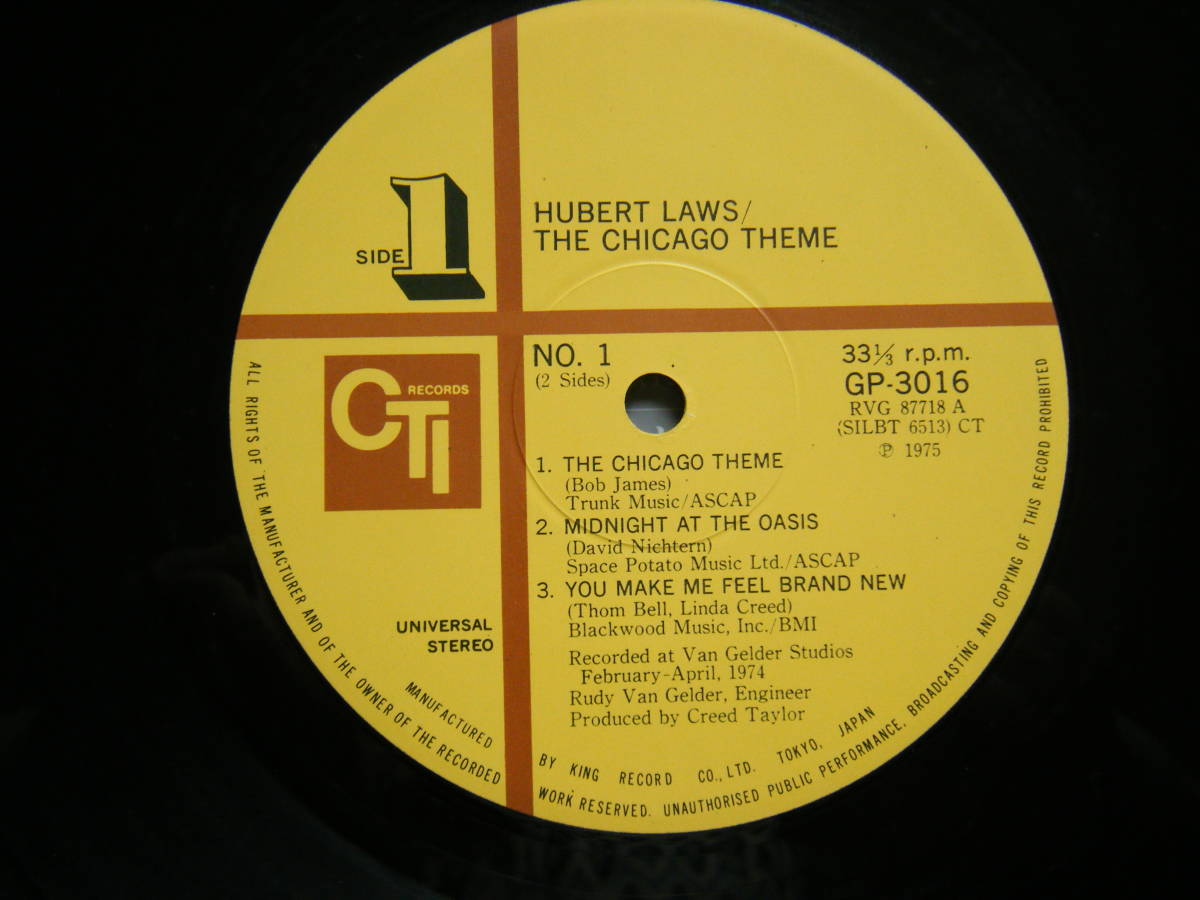 HUBERT LAWS/
THE CHICAGO THEME
SIDE 1
CTI RECORDS
NO. 1
(2 Sides)
33⅓ r.p.m.
GP-3016
RVG 87718 A
(SILBT 6513) CT
℗ 1975
1. THE CHICAGO THEME
(Bob James)
Trunk Music/ASCAP
2. MIDNIGHT AT THE OASIS
(David Nichtern)
Space Potato Music Ltd./ASCAP
3. YOU MAKE ME FEEL BRAND NEW
(Thom Bell, Linda Creed)
Blackwood Music, Inc./BMI
Recorded at Van Gelder Studios
February-April, 1974
Rudy Van Gelder, Engineer
Produced by Creed Taylor
UNIVERSAL
STEREO
MANUFACTURED BY KING RECORD CO., LTD. TOKYO, JAPAN
ALL RIGHTS OF THE MANUFACTURER AND OF THE OWNER OF THE RECORDED WORK RESERVED. UNAUTHORISED PUBLIC PERFORMANCE, BROADCASTING AND COPYING OF THIS RECORD PROHIBITED